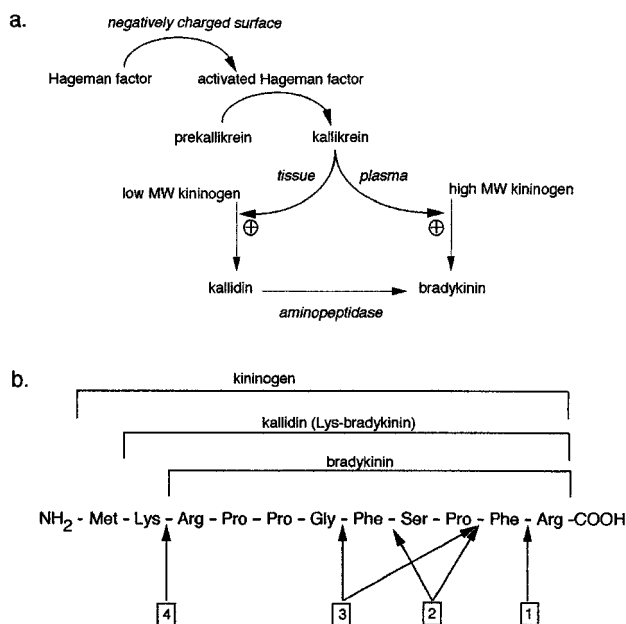 a.
negatively charged surface
Hageman factor activated Hageman factor
prekallikrein kallikrein
tissue plasma
low MW kininogen high MW kininogen
⊕ ⊕
kallidin bradykinin
aminopeptidase
b.
kininogen
kallidin (Lys-bradykinin)
bradykinin
NH2 - Met - Lys - Arg - Pro - Pro - Gly - Phe - Ser - Pro - Phe - Arg -COOH
4 3 2 1